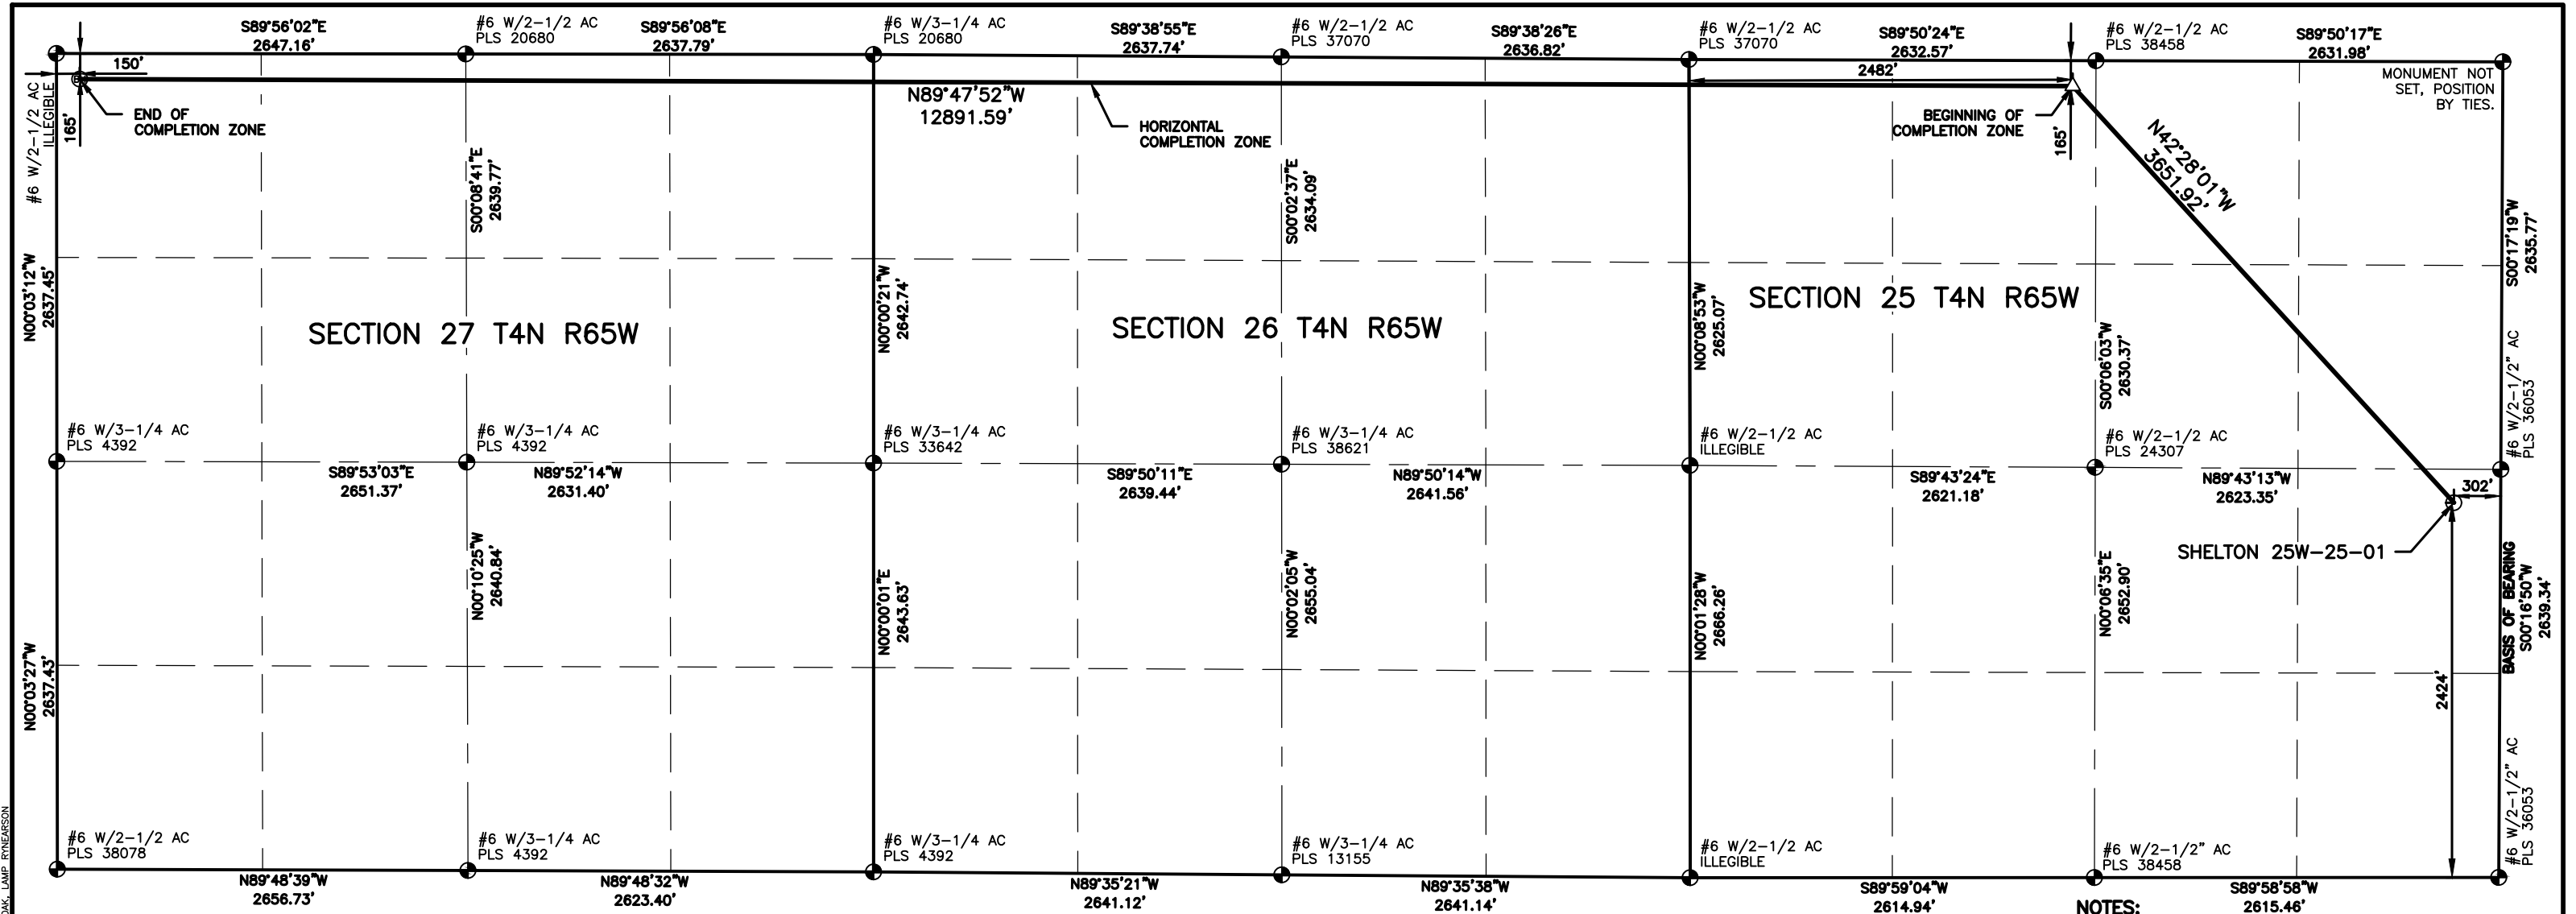 S89°56'02"E
2647.16'
#6 W/2-1/2 AC
PLS 20680
S89°56'08"E
2637.79'
#6 W/3-1/4 AC
PLS 20680
S89°38'55"E
2637.74'
#6 W/2-1/2 AC
PLS 37070
S89°38'26"E
2636.82'
#6 W/2-1/2 AC
PLS 37070
S89°50'24"E
2632.57'
#6 W/2-1/2 AC
PLS 38458
S89°50'17"E
2631.98'
150'
2482'
MONUMENT NOT
SET, POSITION
BY TIES.
#6 W/2-1/2 AC
ILLEGIBLE
165'
END OF
COMPLETION ZONE
N89°47'52"W
12891.59'
HORIZONTAL
COMPLETION ZONE
BEGINNING OF
COMPLETION ZONE
165'
N42°28'01"W
3651.92'
S00°08'41"E
2639.77'
S00°02'37"E
2634.09'
S00°17'19"W
2635.77'
N00°03'12"W
2637.45'
SECTION 27 T4N R65W
N00°00'21"W
2642.74'
SECTION 26 T4N R65W
N00°08'53"W
2625.07'
SECTION 25 T4N R65W
S00°06'03"W
2630.37'
#6 W/2-1/2" AC
PLS 36053
#6 W/3-1/4 AC
PLS 4392
#6 W/3-1/4 AC
PLS 4392
#6 W/3-1/4 AC
PLS 33642
#6 W/3-1/4 AC
PLS 38621
#6 W/2-1/2 AC
ILLEGIBLE
#6 W/2-1/2 AC
PLS 24307
S89°53'03"E
2651.37'
N89°52'14"W
2631.40'
S89°50'11"E
2639.44'
N89°50'14"W
2641.56'
S89°43'24"E
2621.18'
N89°43'13"W
2623.35'
302'
SHELTON 25W-25-01
N00°03'27"W
2637.43'
N00°10'25"W
2640.84'
N00°00'01"E
2643.63'
N00°02'05"W
2655.04'
N00°01'28"W
2666.26'
N00°06'35"E
2652.90'
2424'
BASIS OF BEARING
S00°16'50"W
2639.34'
#6 W/2-1/2 AC
PLS 38078
#6 W/3-1/4 AC
PLS 4392
#6 W/3-1/4 AC
PLS 4392
#6 W/3-1/4 AC
PLS 13155
#6 W/2-1/2 AC
ILLEGIBLE
#6 W/2-1/2" AC
PLS 38458
#6 W/2-1/2" AC
PLS 36053
N89°48'39"W
2656.73'
N89°48'32"W
2623.40'
N89°35'21"W
2641.12'
N89°35'38"W
2641.14'
S89°59'04"W
2614.94'
S89°58'58"W
2615.46'
NOTES:
LAMP RYNEARSON